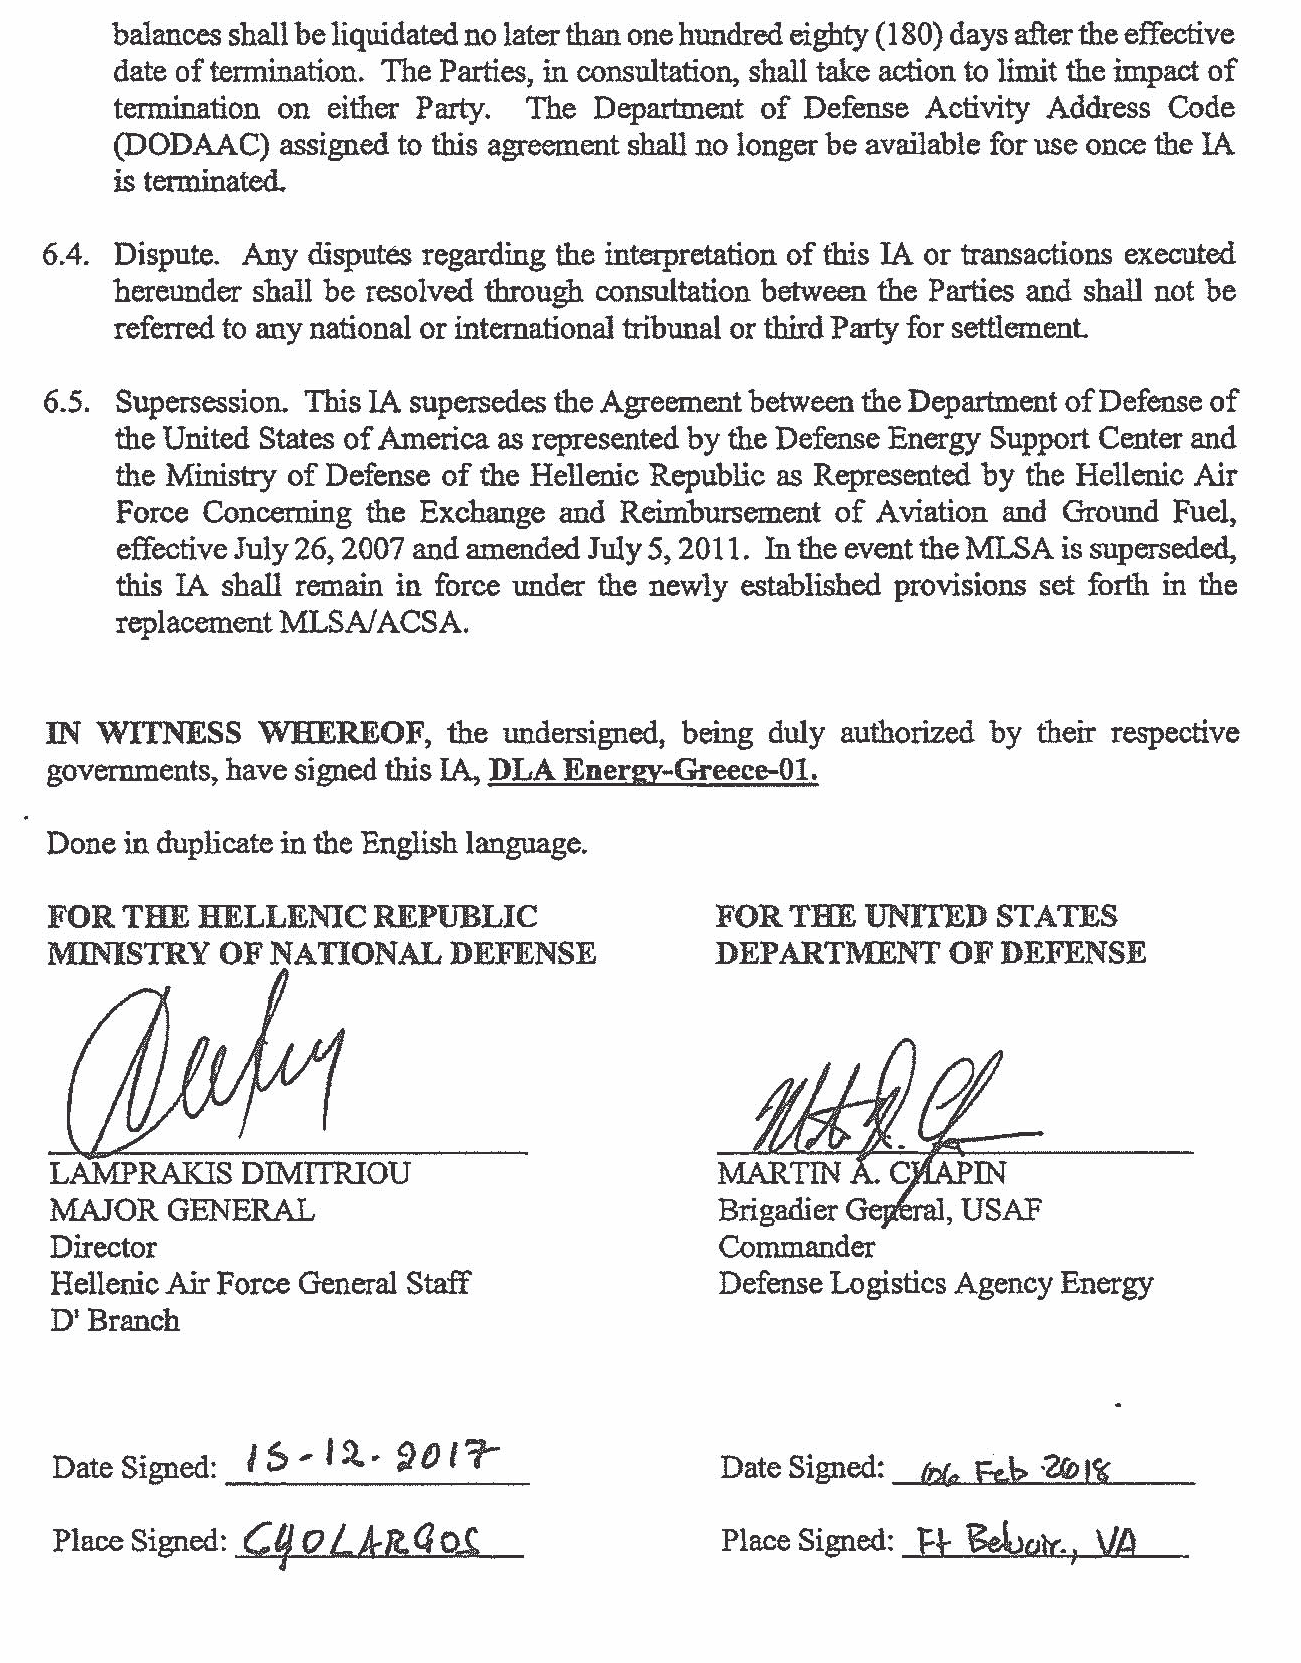 balances shall be liquidated no later than one hundred eighty (180) days after the effective
date of termination. The Parties, in consultation, shall take action to limit the impact of
termination on either Party. The Department of Defense Activity Address Code
(DODAAC) assigned to this agreement shall no longer be available for use once the IA
is terminated.
6.4. Dispute. Any disputes regarding the interpretation of this IA or transactions executed
hereunder shall be resolved through consultation between the Parties and shall not be
referred to any national or international tribunal or third Party for settlement.
6.5. Supersession. This IA supersedes the Agreement between the Department of Defense of
the United States of America as represented by the Defense Energy Support Center and
the Ministry of Defense of the Hellenic Republic as Represented by the Hellenic Air
Force Concerning the Exchange and Reimbursement of Aviation and Ground Fuel,
effective July 26, 2007 and amended July 5, 2011. In the event the MLSA is superseded,
this IA shall remain in force under the newly established provisions set forth in the
replacement MLSA/ACSA.
IN WITNESS WHEREOF, the undersigned, being duly authorized by their respective
governments, have signed this IA, DLA Energy-Greece-01.
Done in duplicate in the English language.
FOR THE HELLENIC REPUBLIC
MINISTRY OF NATIONAL DEFENSE
LAMPRAKIS DIMITRIOU
MAJOR GENERAL
Director
Hellenic Air Force General Staff
D' Branch
Date Signed: 15-12-2017
Place Signed: CHOLARGOS
FOR THE UNITED STATES
DEPARTMENT OF DEFENSE
MARTIN A. CHAPIN
Brigadier General, USAF
Commander
Defense Logistics Agency Energy
Date Signed: 06 Feb 2018
Place Signed: Ft Belvoir, VA